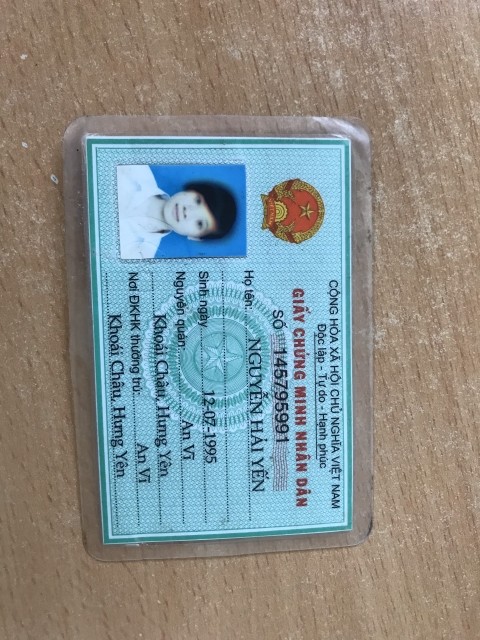 CỘNG HÒA XÃ HỘI CHỦ NGHĨA VIỆT NAM
Độc lập - Tự do - Hạnh phúc
GIẤY CHỨNG MINH NHÂN DÂN
SỐ 145795991
Họ tên: NGUYỄN HẢI YẾN
Sinh ngày 2-07-1995
Nguyên quán An Vĩ
Khoái Châu, Hưng Yên
Nơi ĐKHK thường trú: An Vĩ
Khoái Châu, Hưng Yên